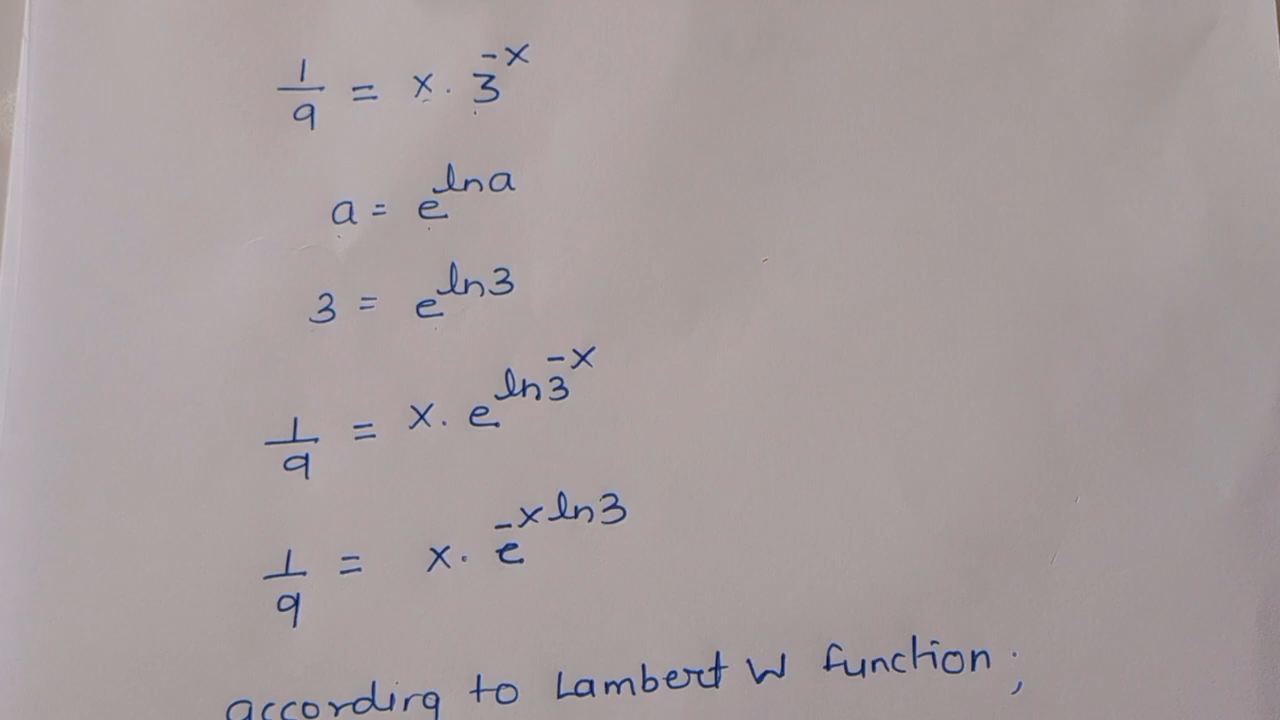 1/9 = x · 3^-x
a = e^ln a
3 = e^ln 3
1/9 = x · e^ln 3^-x
1/9 = x · e^-x ln 3
according to Lambert W function ;